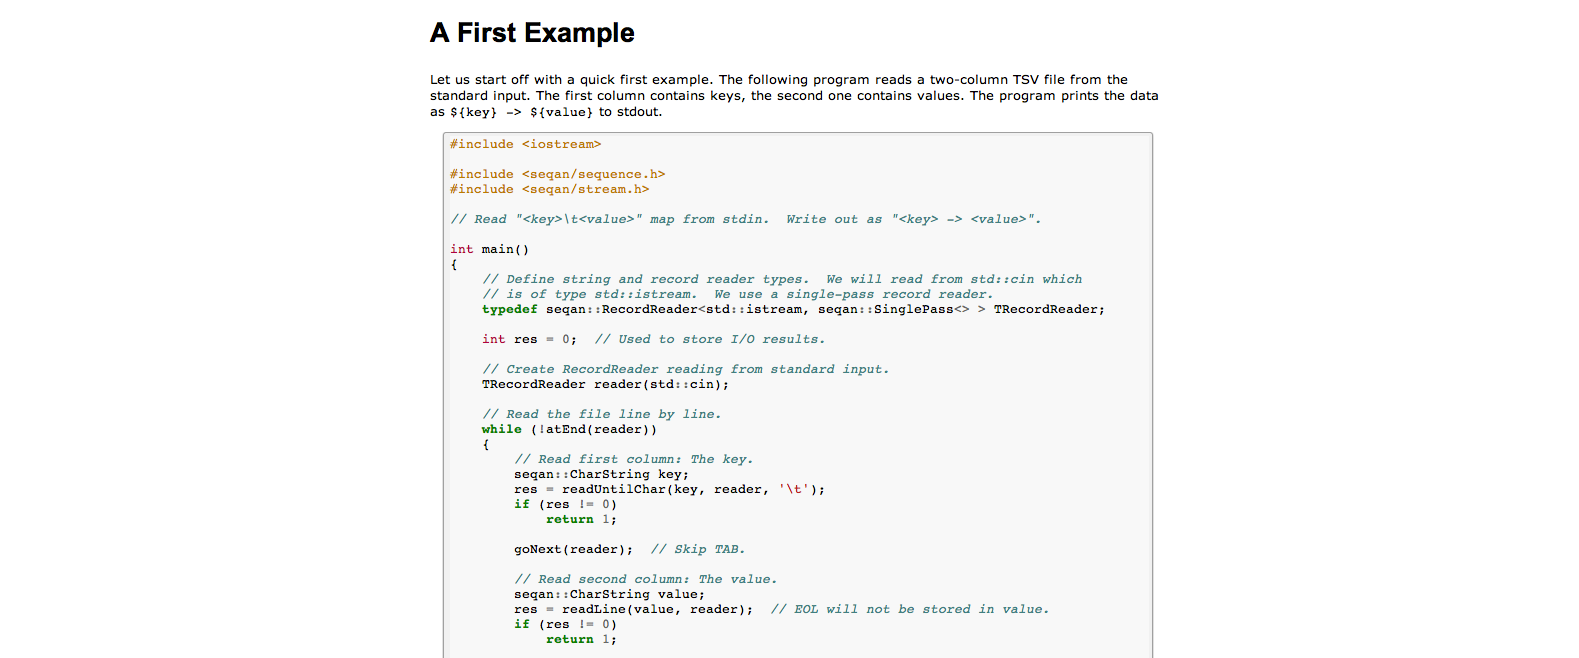 A First Example
Let us start off with a quick first example. The following program reads a two-column TSV file from the
standard input. The first column contains keys, the second one contains values. The program prints the data
as ${key} -> ${value} to stdout.
#include <iostream>
#include <seqan/sequence.h>
#include <seqan/stream.h>
// Read "<key>\t<value>" map from stdin.  Write out as "<key> -> <value>".
int main()
{
    // Define string and record reader types.  We will read from std::cin which
    // is of type std::istream.  We use a single-pass record reader.
    typedef seqan::RecordReader<std::istream, seqan::SinglePass<> > TRecordReader;
    int res = 0;  // Used to store I/O results.
    // Create RecordReader reading from standard input.
    TRecordReader reader(std::cin);
    // Read the file line by line.
    while (!atEnd(reader))
    {
        // Read first column: The key.
        seqan::CharString key;
        res = readUntilChar(key, reader, '\t');
        if (res != 0)
            return 1;
        goNext(reader);  // Skip TAB.
        // Read second column: The value.
        seqan::CharString value;
        res = readLine(value, reader);  // EOL will not be stored in value.
        if (res != 0)
            return 1;